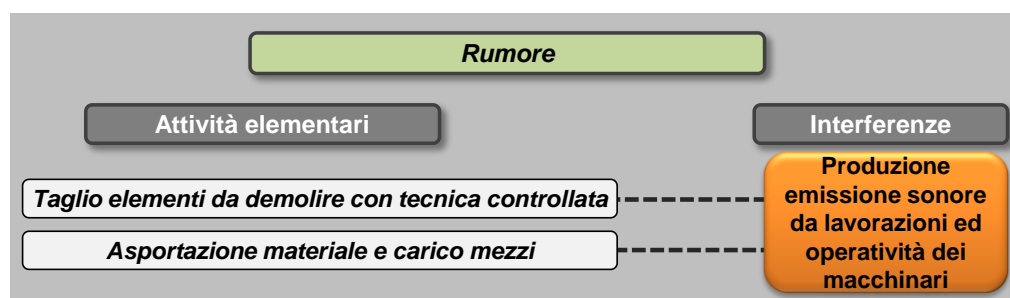 Rumore
Attività elementari
Interferenze
Taglio elementi da demolire con tecnica controllata
Asportazione materiale e carico mezzi
Produzione
emissione sonore
da lavorazioni ed
operatività dei
macchinari